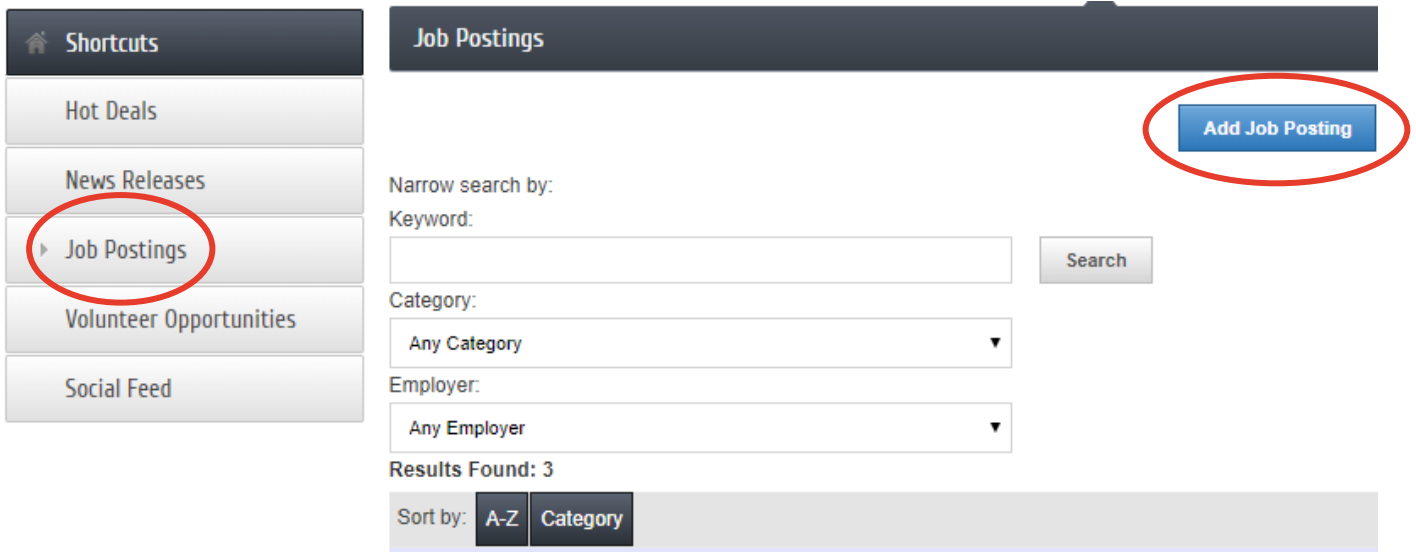 Shortcuts
Hot Deals
News Releases
Job Postings
Volunteer Opportunities
Social Feed
Job Postings
Add Job Posting
Narrow search by:
Keyword:
Search
Category:
Any Category
Employer:
Any Employer
Results Found: 3
Sort by: A-Z Category